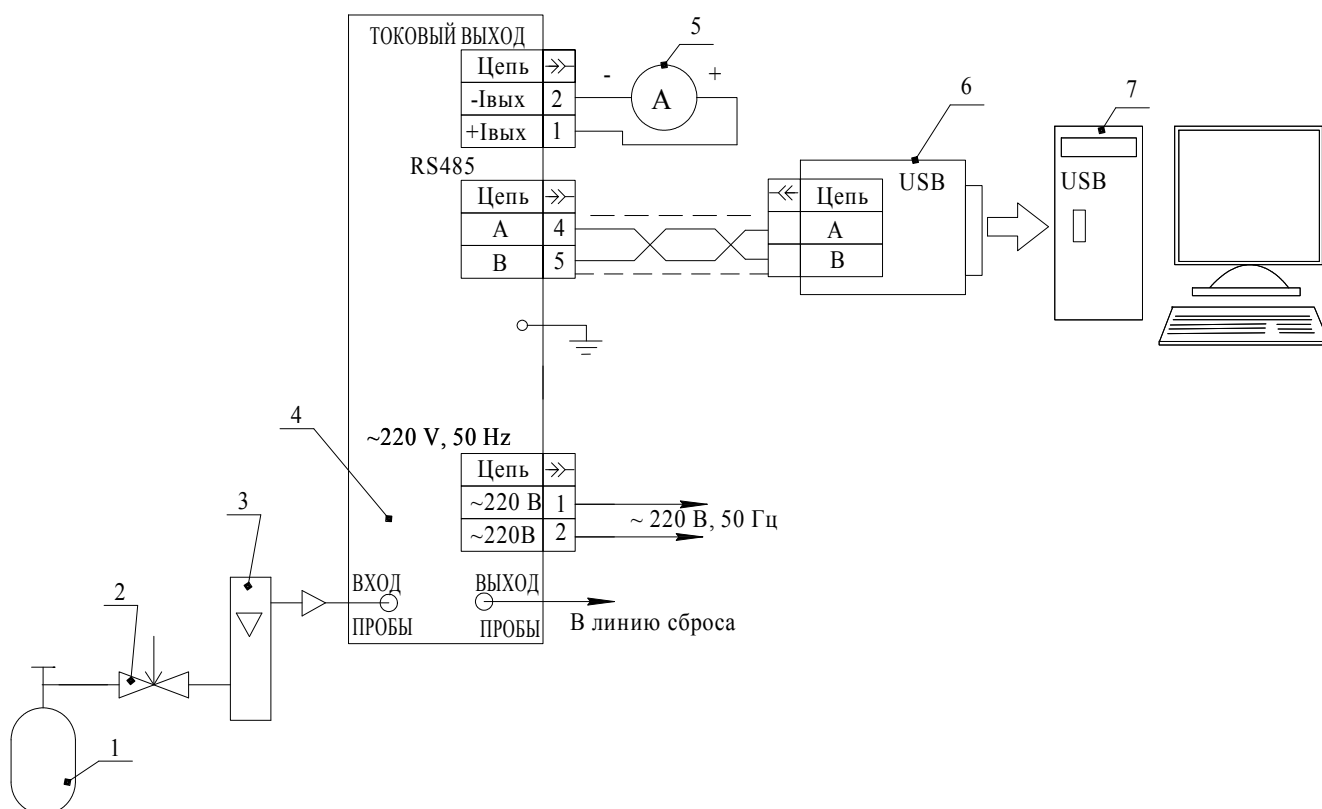 ТОКОВЫЙ ВЫХОД
Цепь
-Iвых 2
+Iвых 1
5
- +
A
RS485
Цепь
A 4
B 5
6
USB
Цепь
A
B
7
USB
4
~220 V, 50 Hz
Цепь
~220 В 1
~220В 2
~ 220 В, 50 Гц
3
ВХОД
ПРОБЫ
ВЫХОД
ПРОБЫ
В линию сброса
2
1